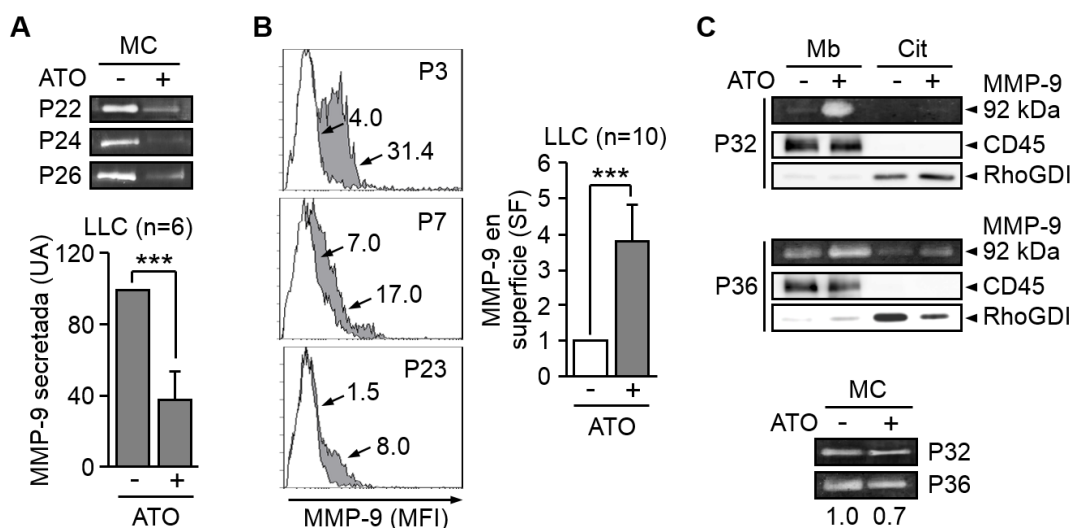 A
MC
ATO - +
P22
P24
P26
LLC (n=6)
***
MMP-9 secretada (UA)
120
80
40
0
- +
ATO
B
P3
4.0
31.4
P7
7.0
17.0
P23
1.5
8.0
MMP-9 (MFI)
LLC (n=10)
***
MMP-9 en
superficie (SF)
6
5
4
3
2
1
0
- +
ATO
C
Mb Cit
ATO - + - + MMP-9
92 kDa
P32 CD45
RhoGDI
MMP-9
92 kDa
P36 CD45
RhoGDI
MC
ATO - +
P32
P36
1.0 0.7